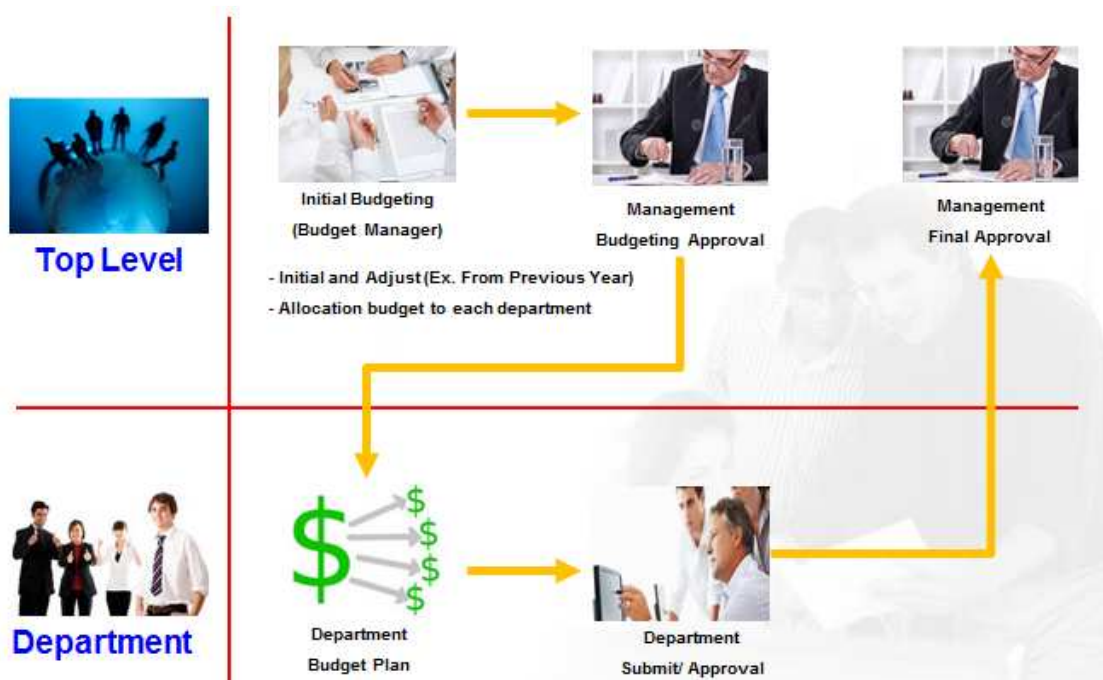 Top Level
Initial Budgeting
(Budget Manager)
- Initial and Adjust (Ex. From Previous Year)
- Allocation budget to each department
Management
Budgeting Approval
Management
Final Approval
Department
$
$
$
$
$
Department
Budget Plan
Department
Submit/ Approval